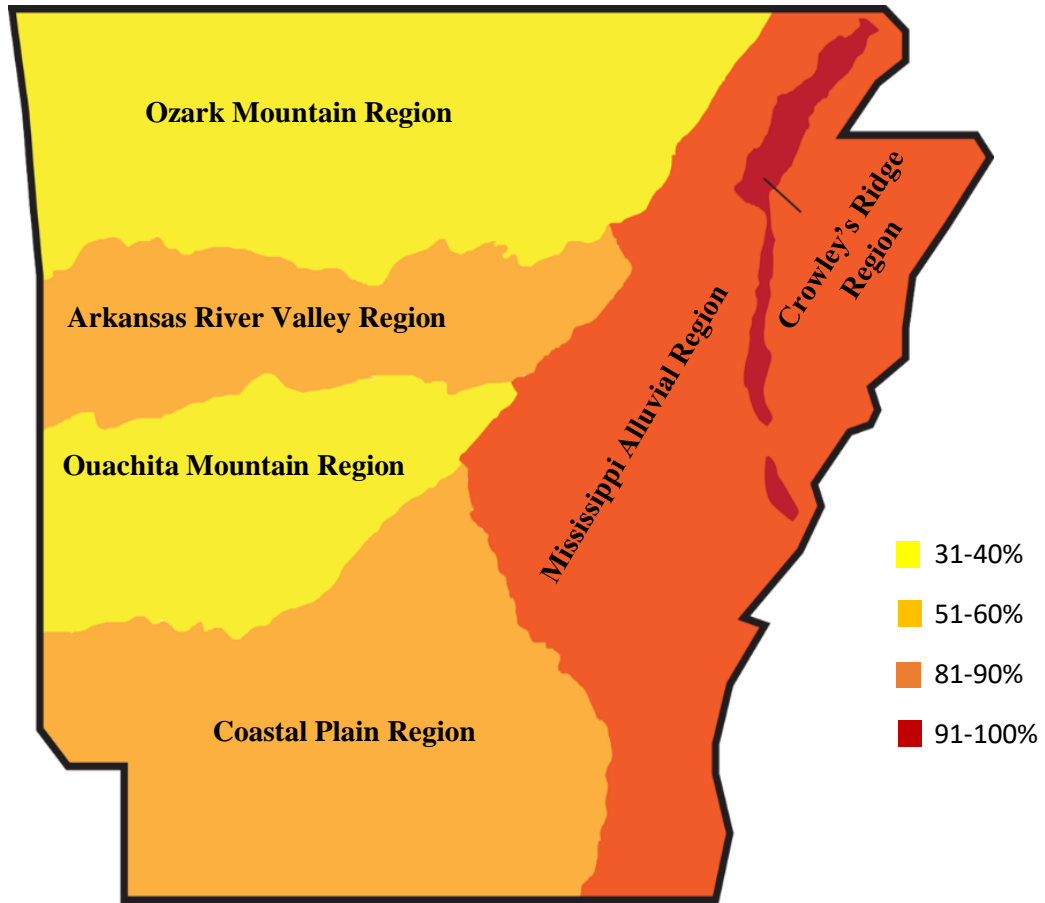 Ozark Mountain Region
Crowley’s Ridge
Region
Arkansas River Valley Region
Mississippi Alluvial Region
Ouachita Mountain Region
Coastal Plain Region
31-40%
51-60%
81-90%
91-100%